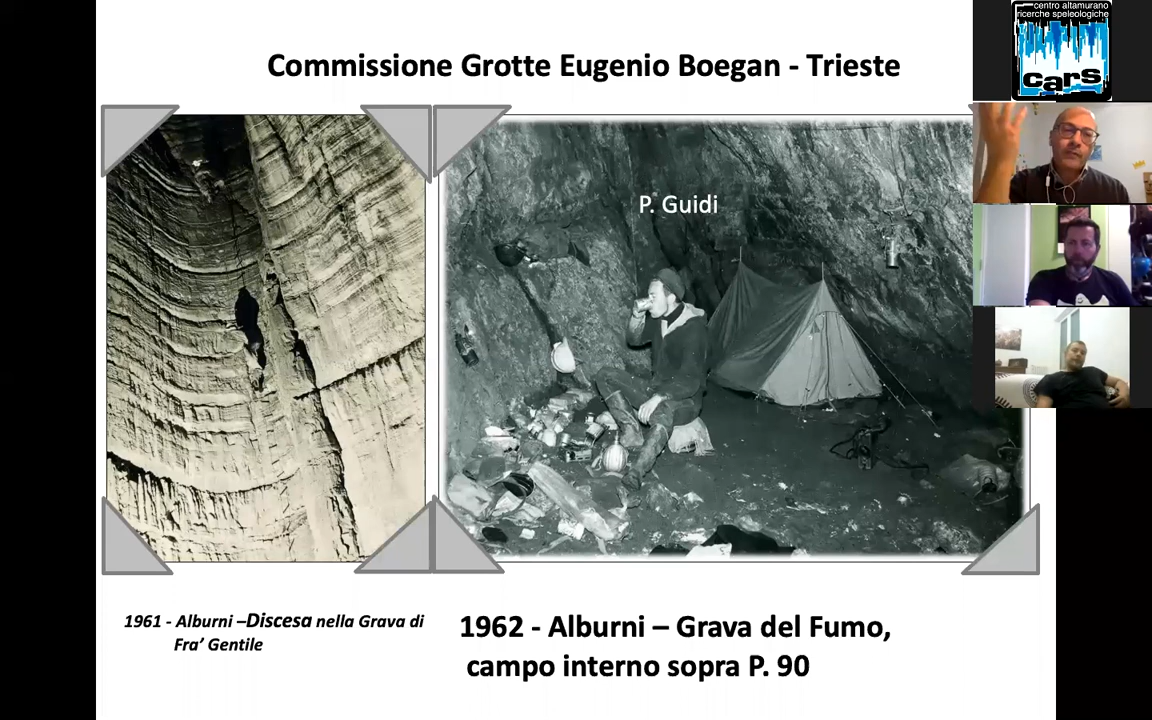 Commissione Grotte Eugenio Boegan - Trieste
centro altamurano
ricerche speleologiche
cars
P. Guidi
1961 - Alburni –Discesa nella Grava di
Fra’ Gentile
1962 - Alburni – Grava del Fumo,
campo interno sopra P. 90